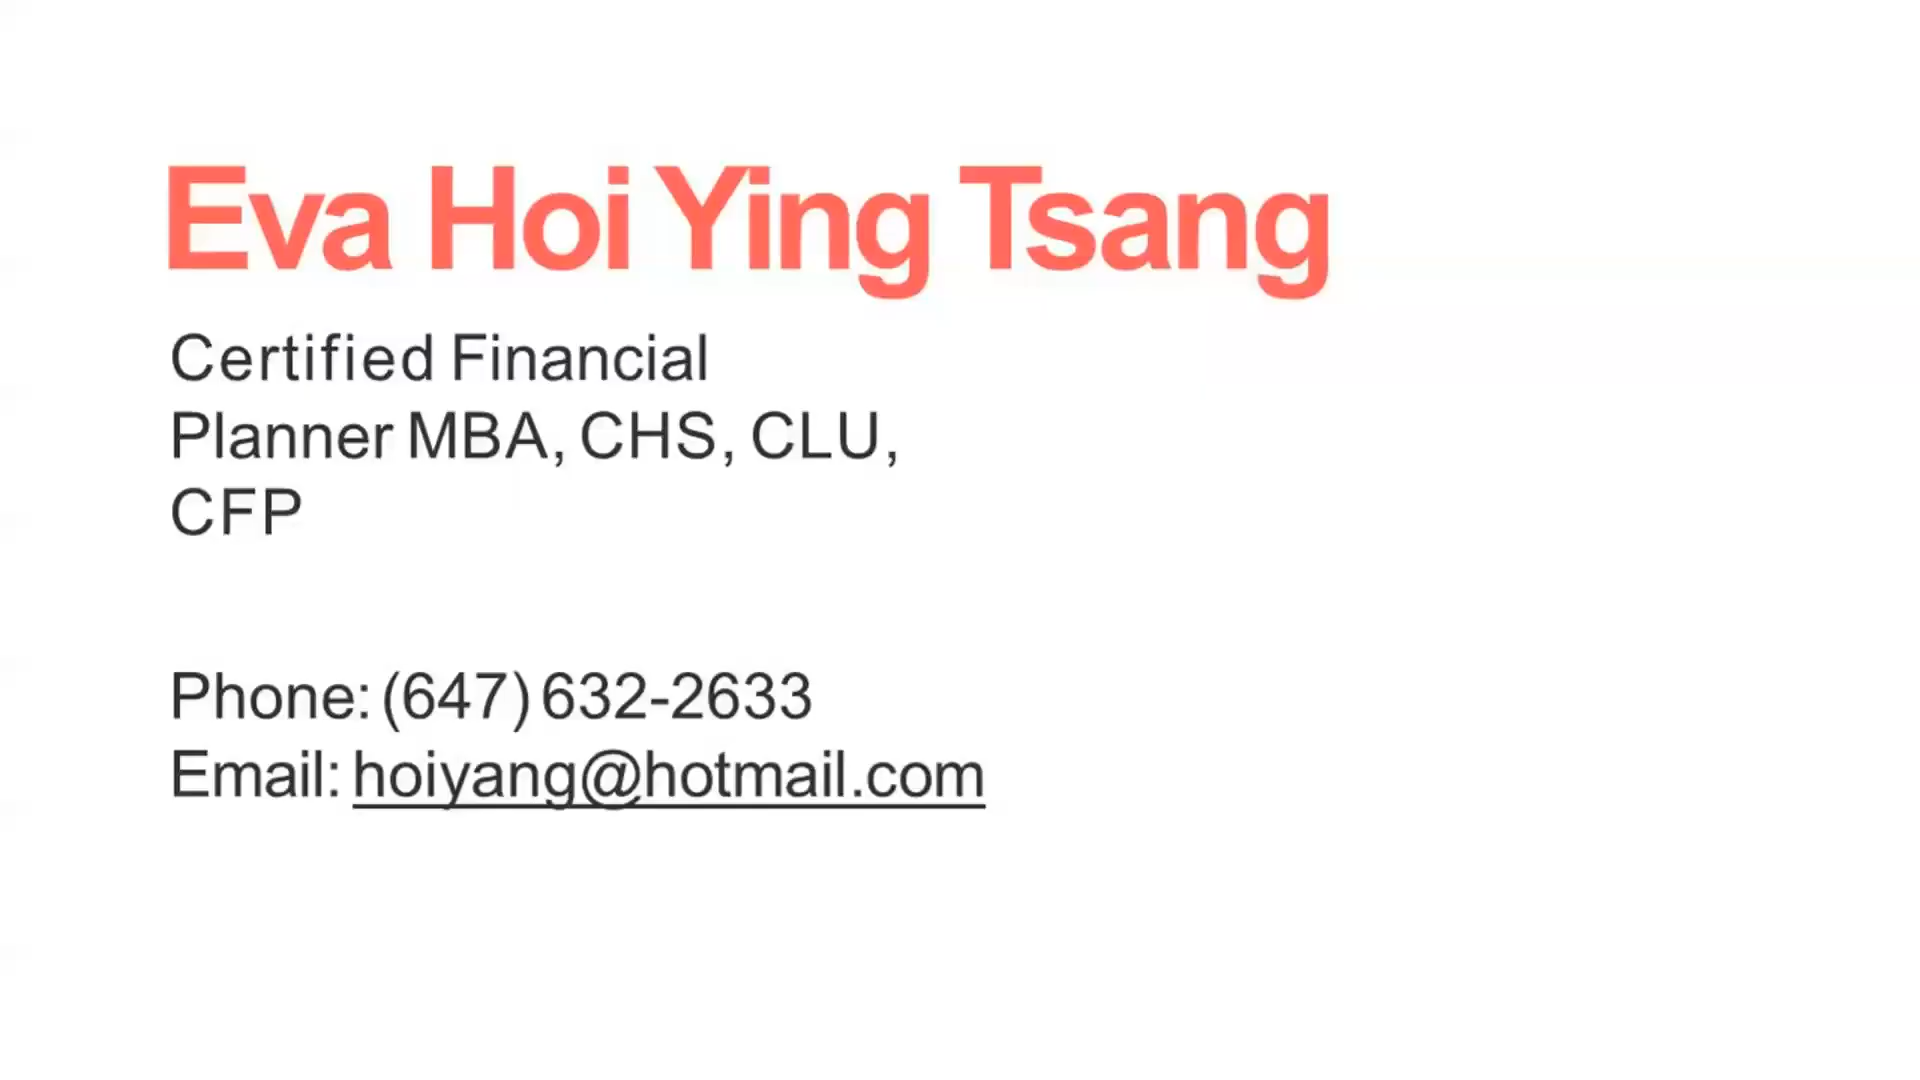 Eva Hoi Ying Tsang
Certified Financial
Planner MBA, CHS, CLU,
CFP
Phone: (647) 632-2633
Email: hoiyang@hotmail.com